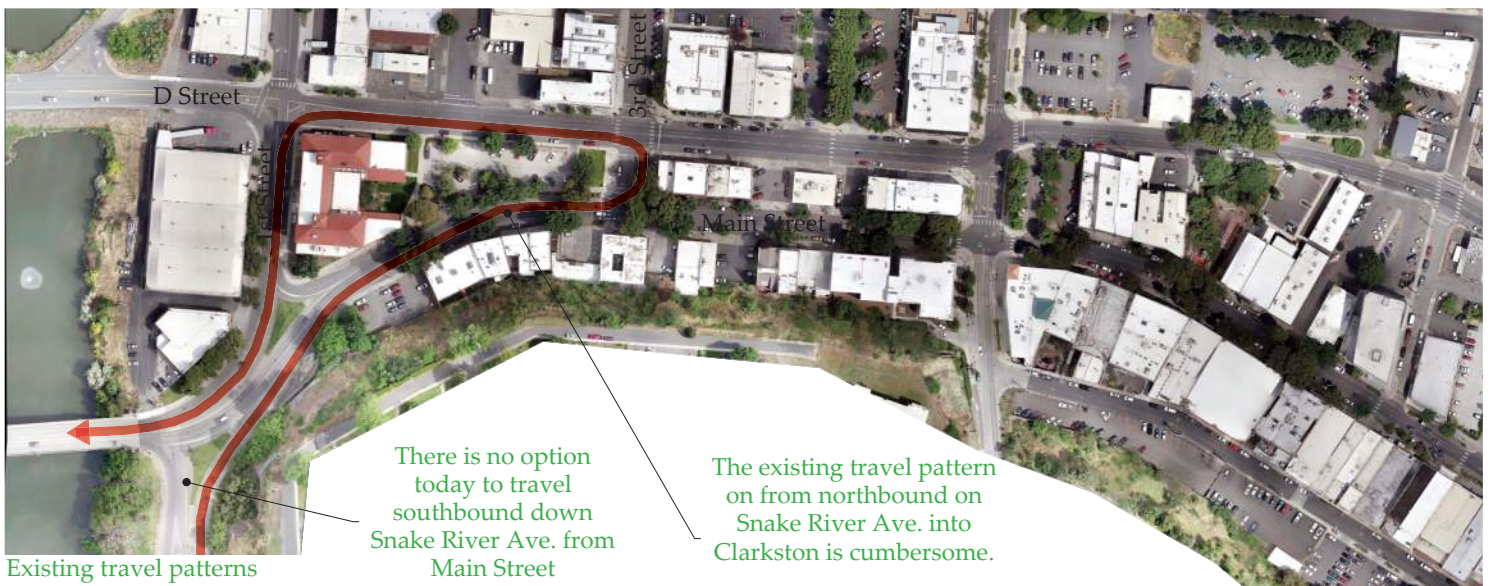 D Street
3rd Street
1st Street
Main Street
There is no option
today to travel
southbound down
Snake River Ave. from
Main Street
The existing travel pattern
on from northbound on
Snake River Ave. into
Clarkston is cumbersome.
Existing travel patterns